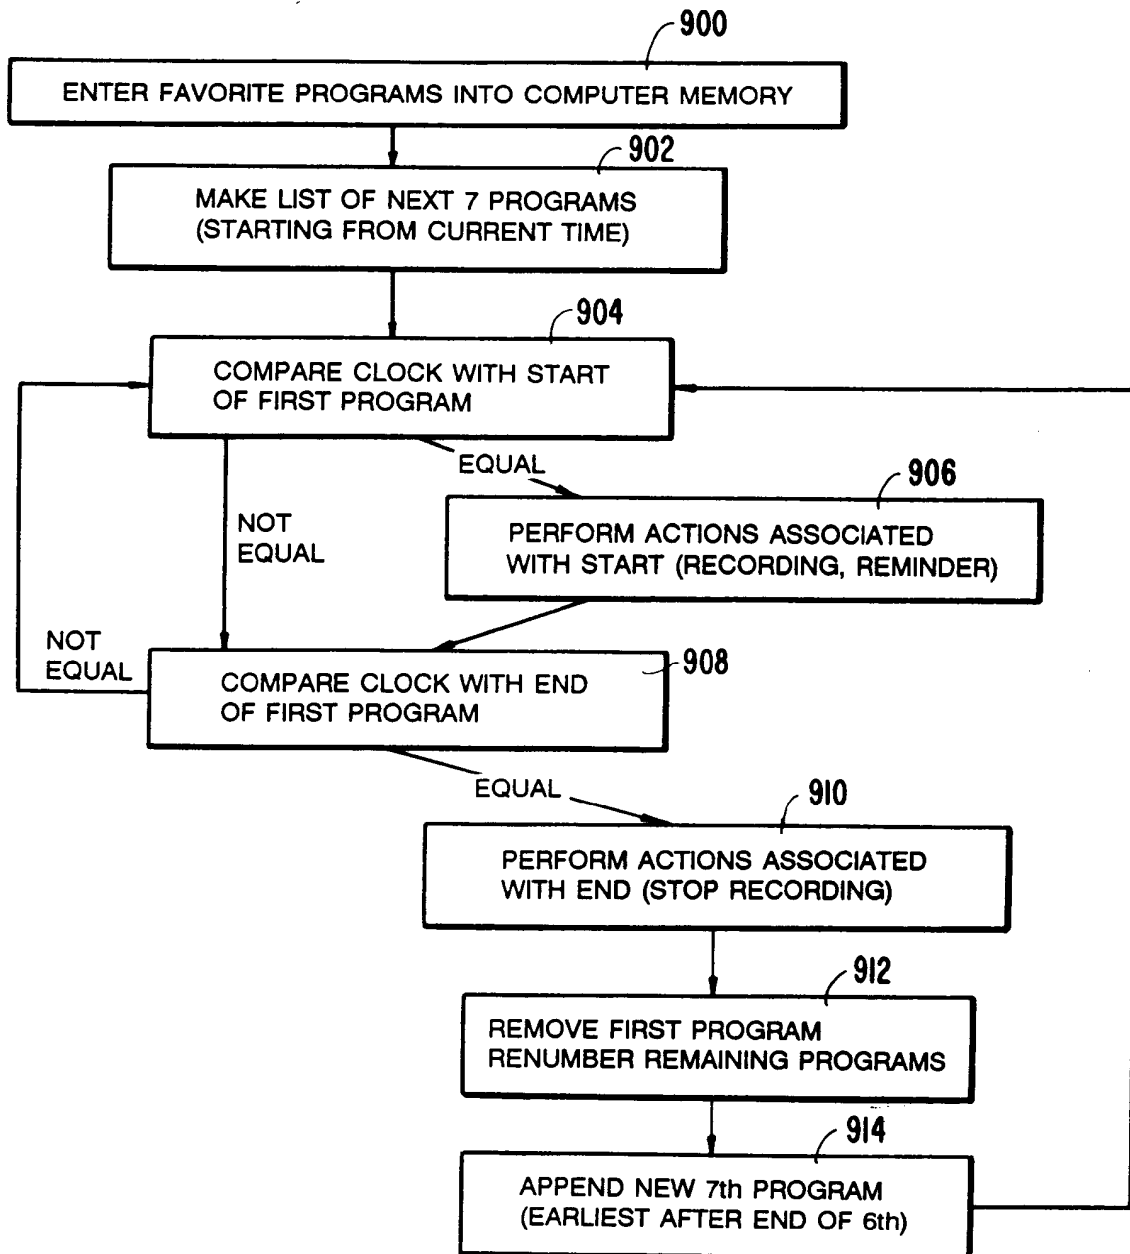 900
ENTER FAVORITE PROGRAMS INTO COMPUTER MEMORY
902
MAKE LIST OF NEXT 7 PROGRAMS
(STARTING FROM CURRENT TIME)
904
COMPARE CLOCK WITH START
OF FIRST PROGRAM
EQUAL
906
NOT
EQUAL
PERFORM ACTIONS ASSOCIATED
WITH START (RECORDING, REMINDER)
NOT
EQUAL
908
COMPARE CLOCK WITH END
OF FIRST PROGRAM
EQUAL
910
PERFORM ACTIONS ASSOCIATED
WITH END (STOP RECORDING)
912
REMOVE FIRST PROGRAM
RENUMBER REMAINING PROGRAMS
914
APPEND NEW 7th PROGRAM
(EARLIEST AFTER END OF 6th)